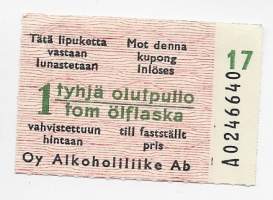 Tätä lipuketta
vastaan
lunastetaan
Mot denna
kupong
inlöses
17
1 tyhjä olutpullo
tom ölflaska
vahvistettuun
hintaan
till fastställt
pris
Oy Alkoholiliike Ab
A0246640